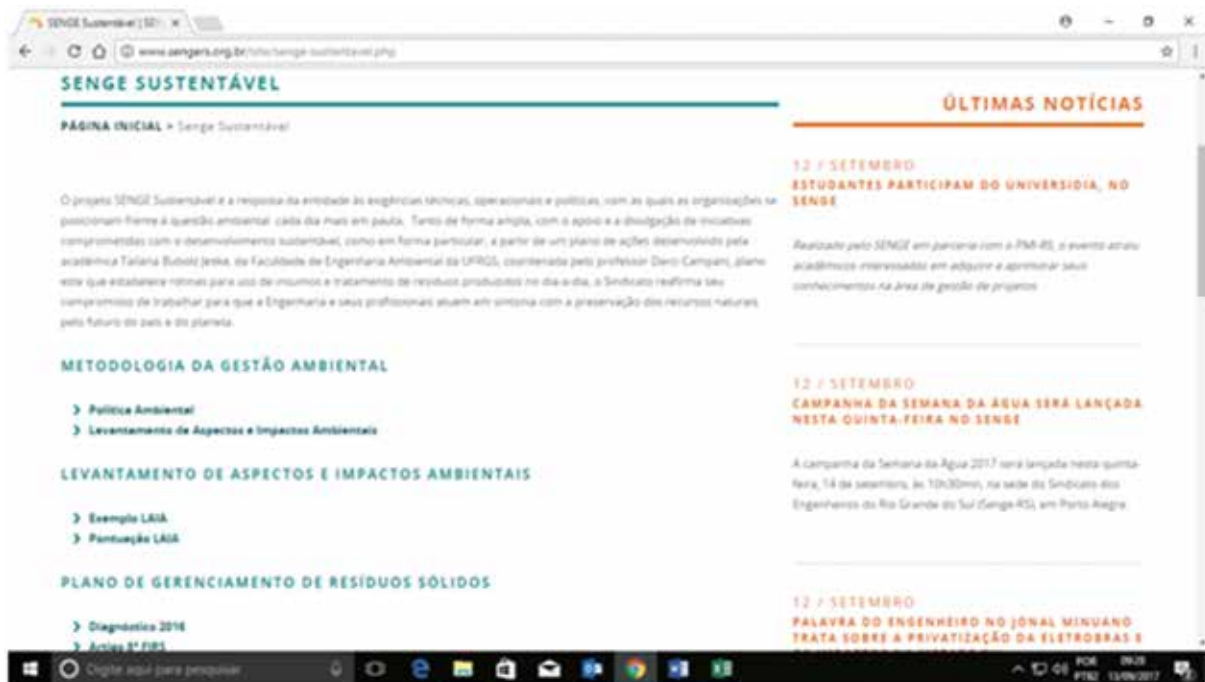 SENGE Sustentável | SEN
www.sengers.org.br/site/senge-sustentavel.php
SENGE SUSTENTÁVEL
PÁGINA INICIAL > Senge Sustentável
O projeto SENGE Sustentável é a resposta da entidade às exigências técnicas, operacionais e políticas, com as quais as organizações se
posicionam frente à questão ambiental cada dia mais em pauta. Tanto de forma ampla, com o apoio e a divulgação de iniciativas
comprometidas com o desenvolvimento sustentável, como em forma particular, a partir de um plano de ações desenvolvido pela
acadêmica Tailana Bubolz Jeske, da Faculdade de Engenharia Ambiental da UFRGS, coordenada pelo professor Darci Campani, plano
este que estabelece rotinas para uso de insumos e tratamento de resíduos produzidos no dia-a-dia, o Sindicato reafirma seu
compromisso de trabalhar para que a Engenharia e seus profissionais atuem em sintonia com a preservação dos recursos naturais
pelo futuro do país e do planeta.
METODOLOGIA DA GESTÃO AMBIENTAL
Política Ambiental
Levantamento de Aspectos e Impactos Ambientais
LEVANTAMENTO DE ASPECTOS E IMPACTOS AMBIENTAIS
Exemplo LAIA
Pontuação LAIA
PLANO DE GERENCIAMENTO DE RESÍDUOS SÓLIDOS
Diagnóstico 2016
Artigo 8° FIRS
ÚLTIMAS NOTÍCIAS
12 / SETEMBRO
ESTUDANTES PARTICIPAM DO UNIVERSIDIA, NO
SENGE
Realizado pelo SENGE em parceria com o PMI-RS, o evento atraiu
acadêmicos interessados em adquirir e aprimorar seus
conhecimentos na área de gestão de projetos
12 / SETEMBRO
CAMPANHA DA SEMANA DA ÁGUA SERÁ LANÇADA
NESTA QUINTA-FEIRA NO SENGE
A campanha da Semana da Água 2017 será lançada nesta quinta-
feira, 14 de setembro, às 10h30min, na sede do Sindicato dos
Engenheiros do Rio Grande do Sul (Senge-RS), em Porto Alegre.
12 / SETEMBRO
PALAVRA DO ENGENHEIRO NO JONAL MINUANO
TRATA SOBRE A PRIVATIZAÇÃO DA ELETROBRAS E
Digite aqui para pesquisar
POR 09:28
PTB2 13/09/2017